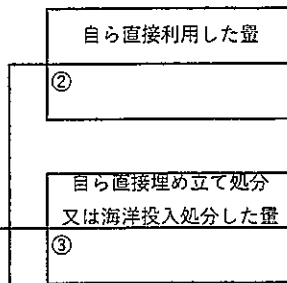 自ら直接利用した量
②
自ら直接埋め立て処分
又は海洋投入処分した量
③